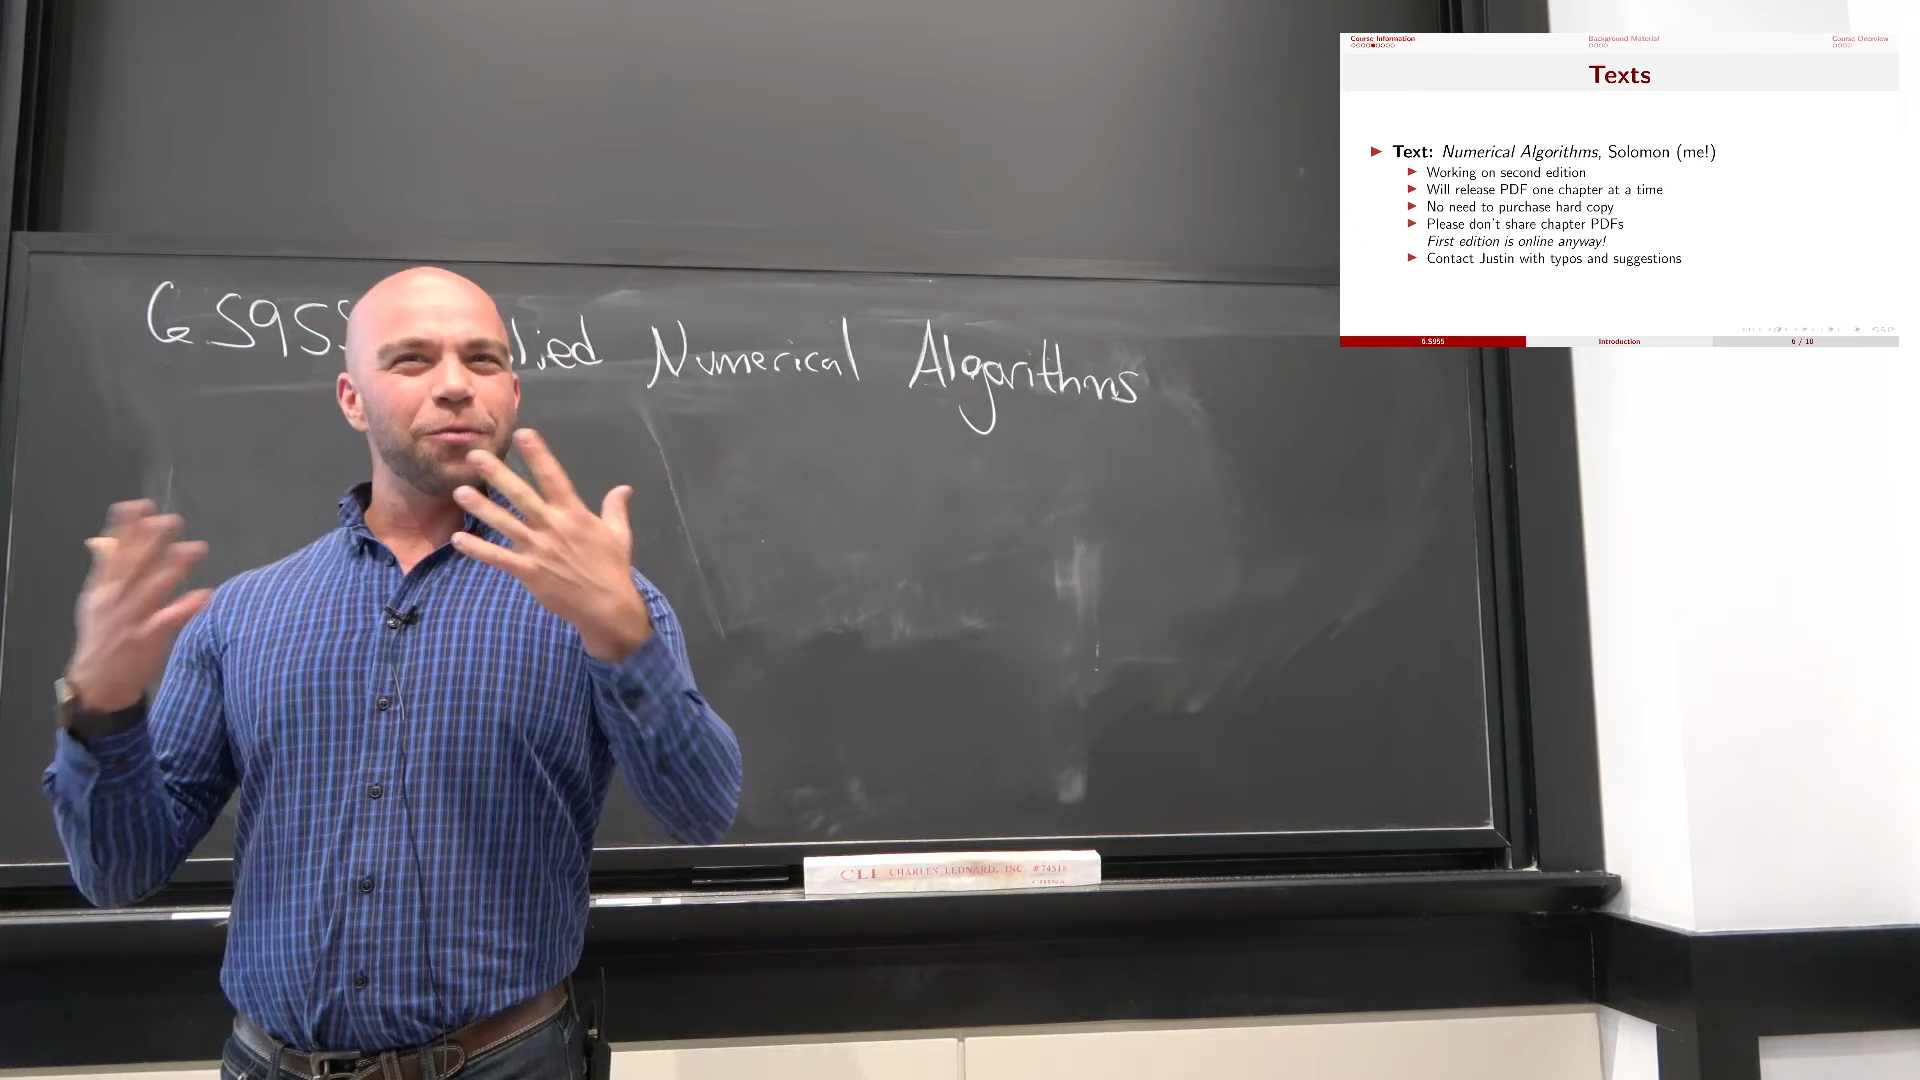 6.S955 Applied Numerical Algorithms
Course Information
Background Material
Course Overview
Texts
Text: Numerical Algorithms, Solomon (me!)
Working on second edition
Will release PDF one chapter at a time
No need to purchase hard copy
Please don't share chapter PDFs
First edition is online anyway!
Contact Justin with typos and suggestions
6.S955
Introduction
6 / 18
CLI CHARLES LEONARD, INC. #74518
CHINA